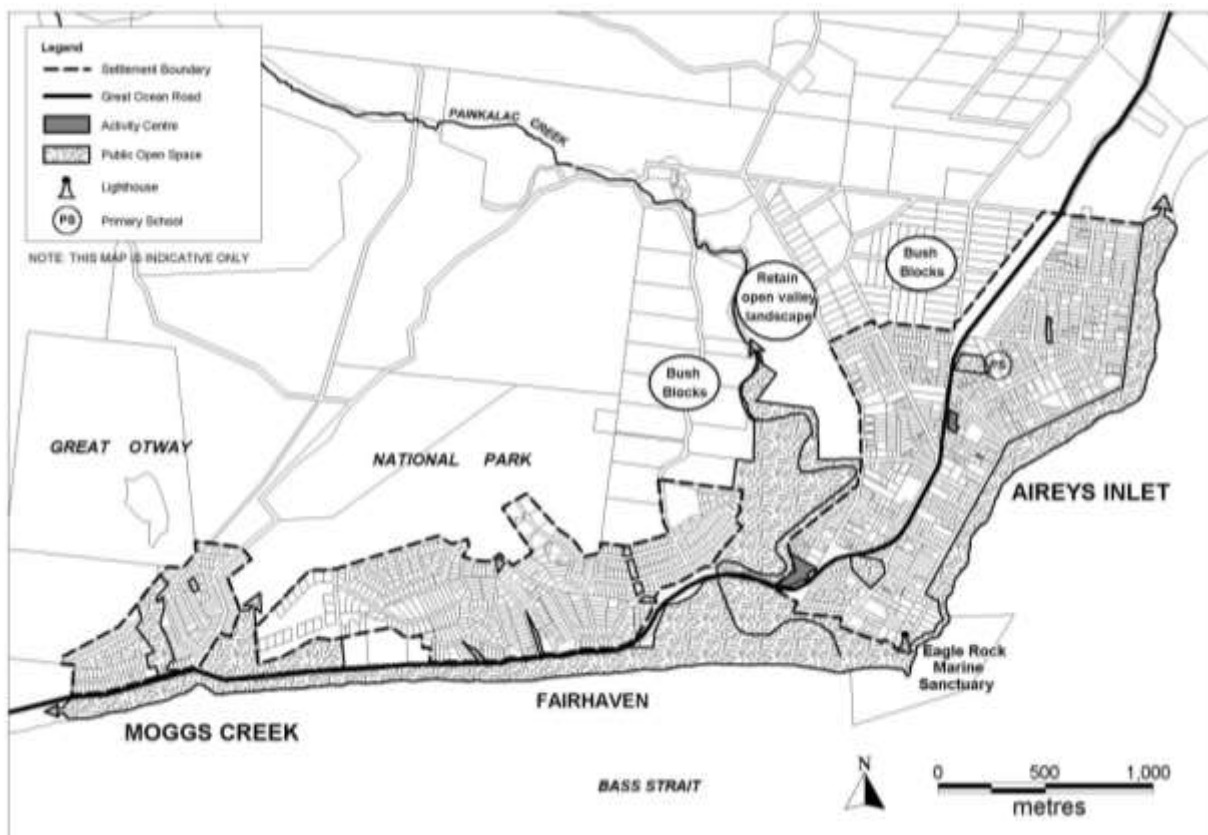 Legend
Settlement Boundary
Great Ocean Road
Activity Centre
Public Open Space
Lighthouse
PS
Primary School
NOTE: THIS MAP IS INDICATIVE ONLY
PAINKALAC CREEK
Bush
Blocks
Retain
open valley
landscape
Bush
Blocks
PS
GREAT OTWAY
NATIONAL PARK
AIREYS INLET
Eagle Rock
Marine
Sanctuary
FAIRHAVEN
MOGGS CREEK
BASS STRAIT
N
0 500 1,000
metres